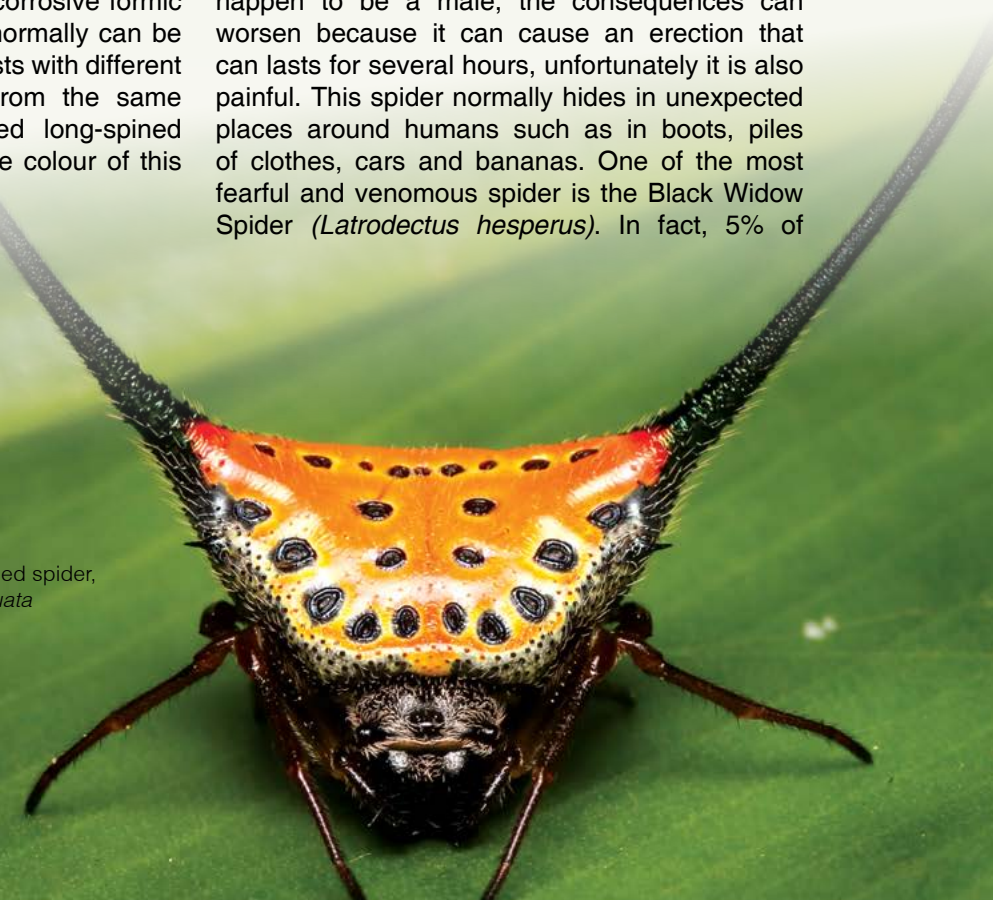 corrosive formic
normally can be
sts with different
rom the same
ed long-spined
e colour of this
happen to be a male, the consequences can
worsen because it can cause an erection that
can lasts for several hours, unfortunately it is also
painful. This spider normally hides in unexpected
places around humans such as in boots, piles
of clothes, cars and bananas. One of the most
fearful and venomous spider is the Black Widow
Spider (Latrodectus hesperus). In fact, 5% of
ed spider,
uata